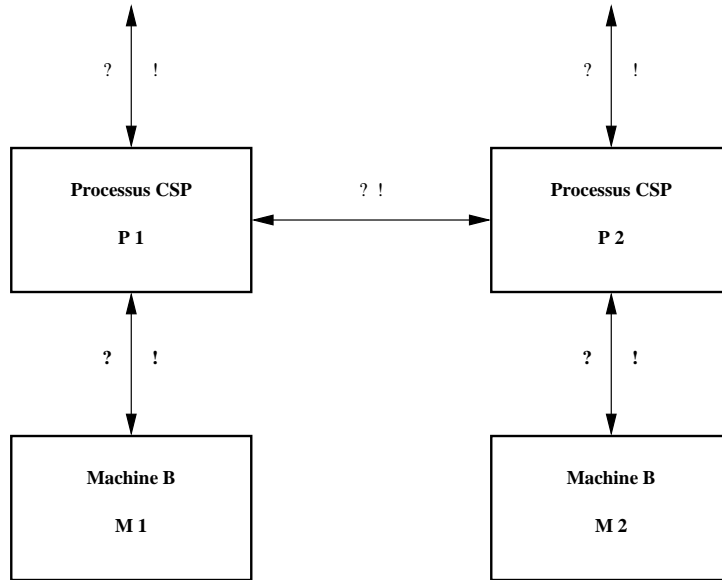 ? !
? !
Processus CSP
P 1
? !
Processus CSP
P 2
? !
? !
Machine B
M 1
Machine B
M 2